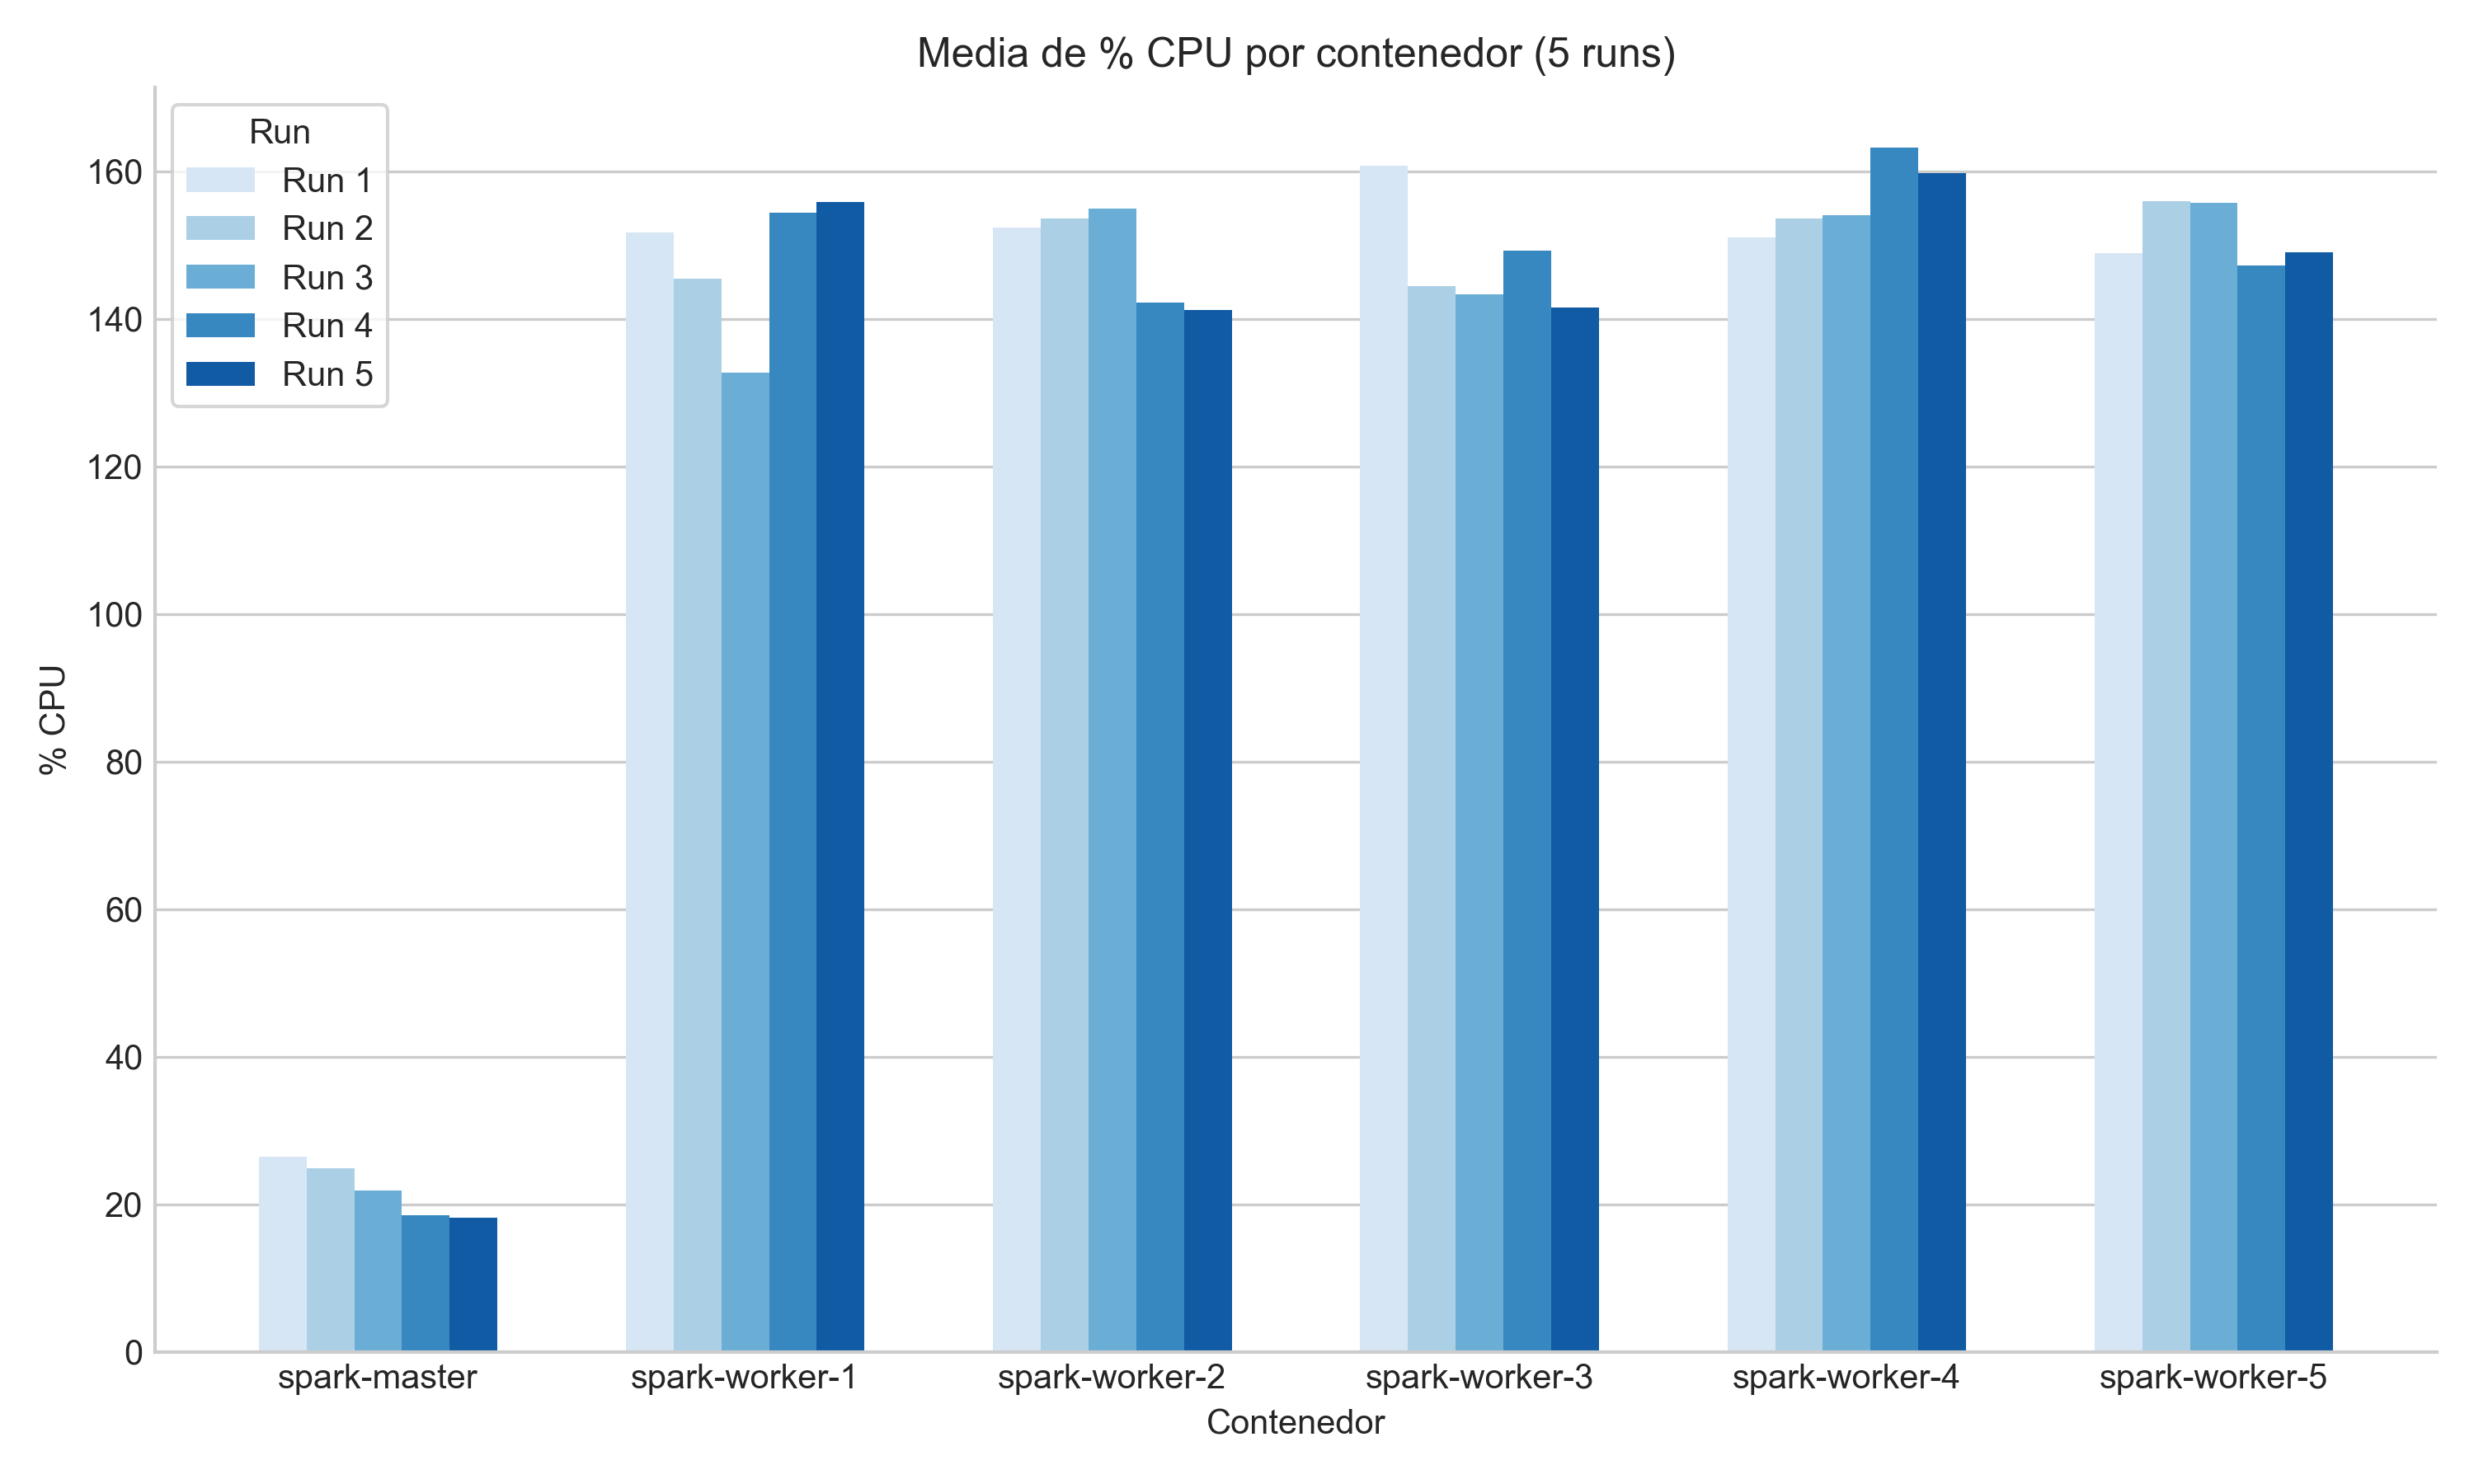 Media de % CPU por contenedor (5 runs)
Run
Run 1
Run 2
Run 3
Run 4
Run 5
160
140
120
100
80
60
40
20
0
% CPU
spark-master
spark-worker-1
spark-worker-2
spark-worker-3
spark-worker-4
spark-worker-5
Contenedor